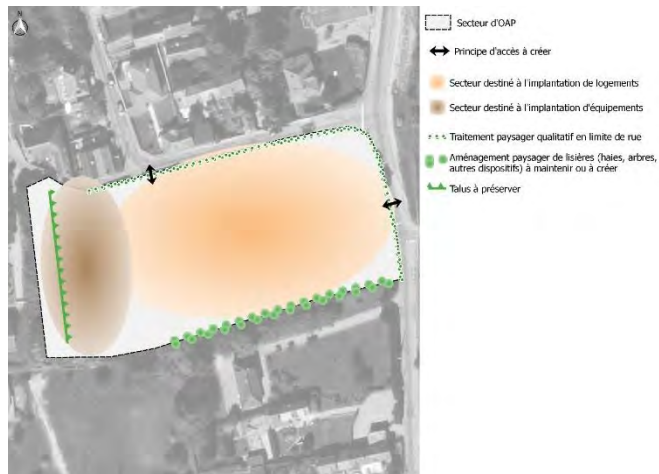 N
Secteur d'OAP
Principe d'accès à créer
Secteur destiné à l'implantation de logements
Secteur destiné à l'implantation d'équipements
Traitement paysager qualitatif en limite de rue
Aménagement paysager de lisières (haies, arbres,
autres dispositifs) à maintenir ou à créer
Talus à préserver